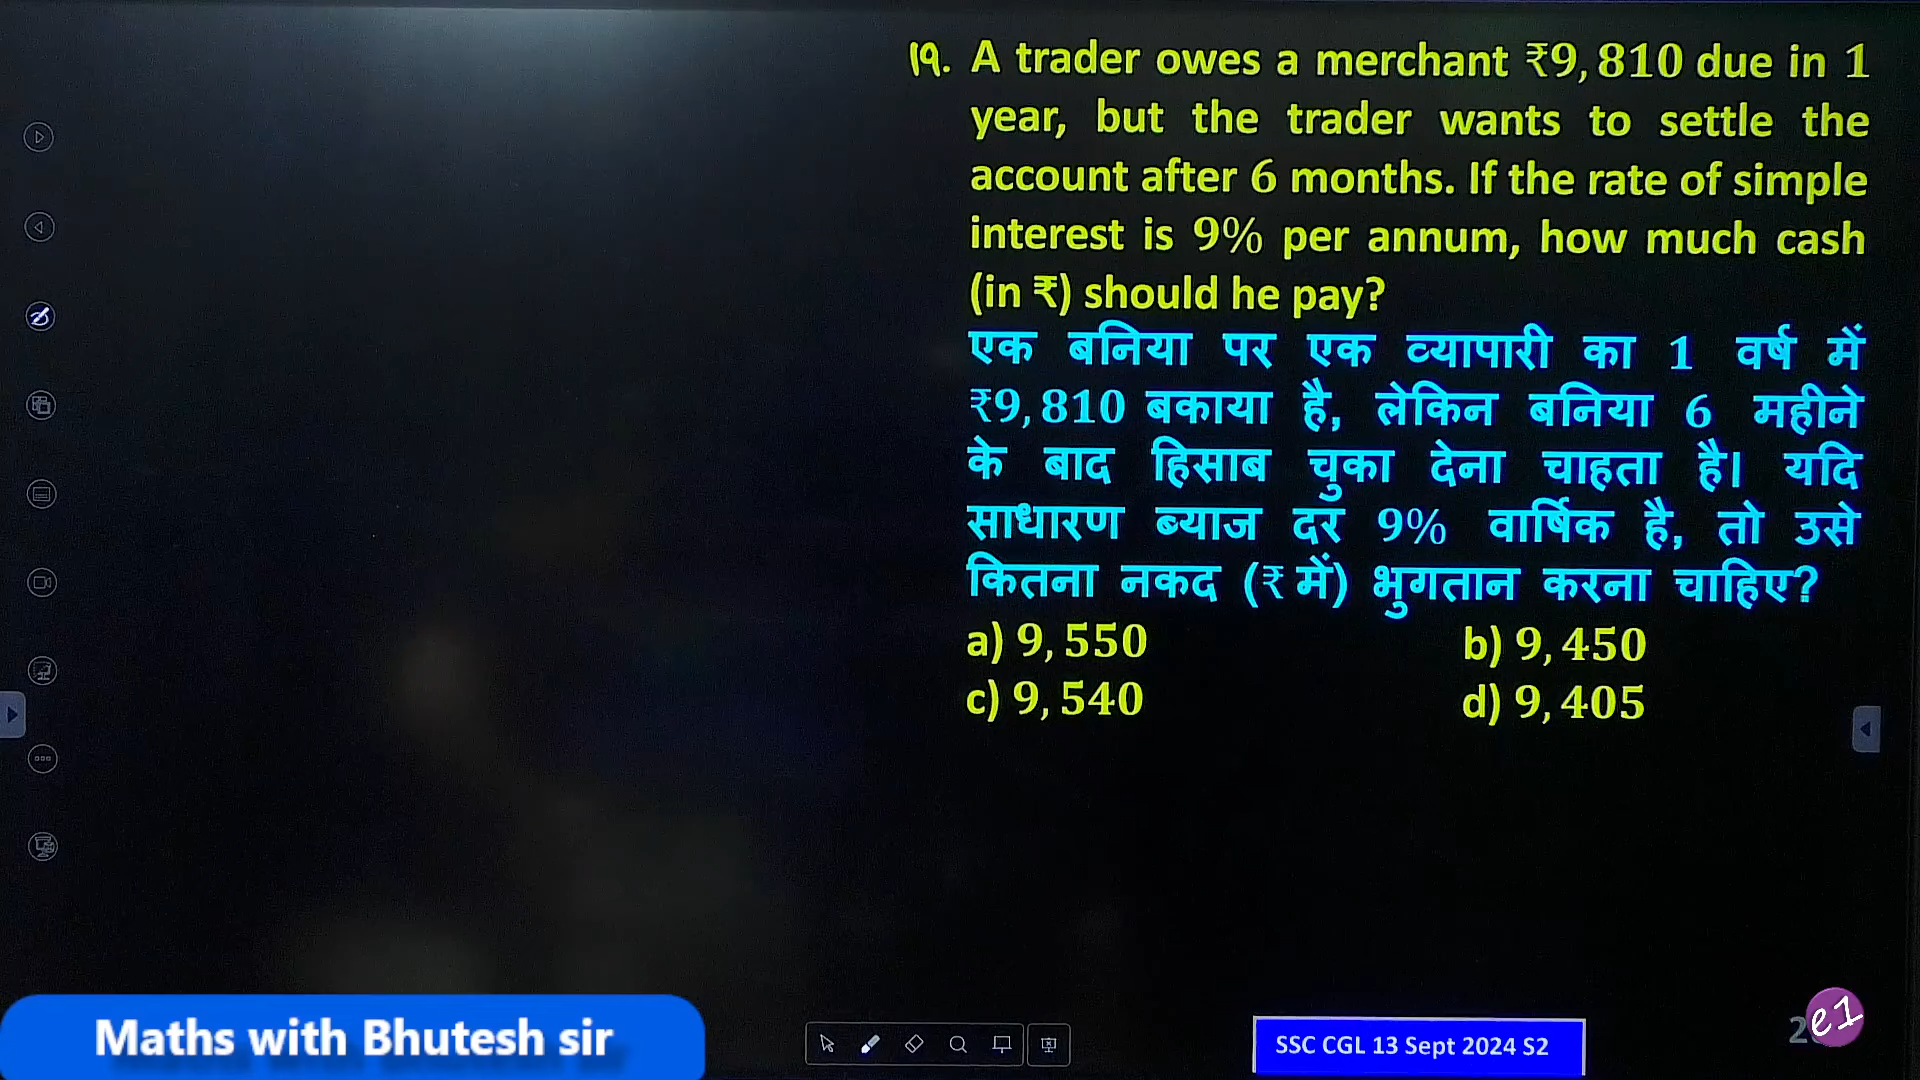 19. A trader owes a merchant ₹9,810 due in 1
year, but the trader wants to settle the
account after 6 months. If the rate of simple
interest is 9% per annum, how much cash
(in ₹) should he pay?
एक बनिया पर एक व्यापारी का 1 वर्ष में
₹9,810 बकाया है, लेकिन बनिया 6 महीने
के बाद हिसाब चुका देना चाहता है। यदि
साधारण ब्याज दर 9% वार्षिक है, तो उसे
कितना नकद (₹ में) भुगतान करना चाहिए?
a) 9,550 b) 9,450
c) 9,540 d) 9,405
Maths with Bhutesh sir
SSC CGL 13 Sept 2024 S2
e1